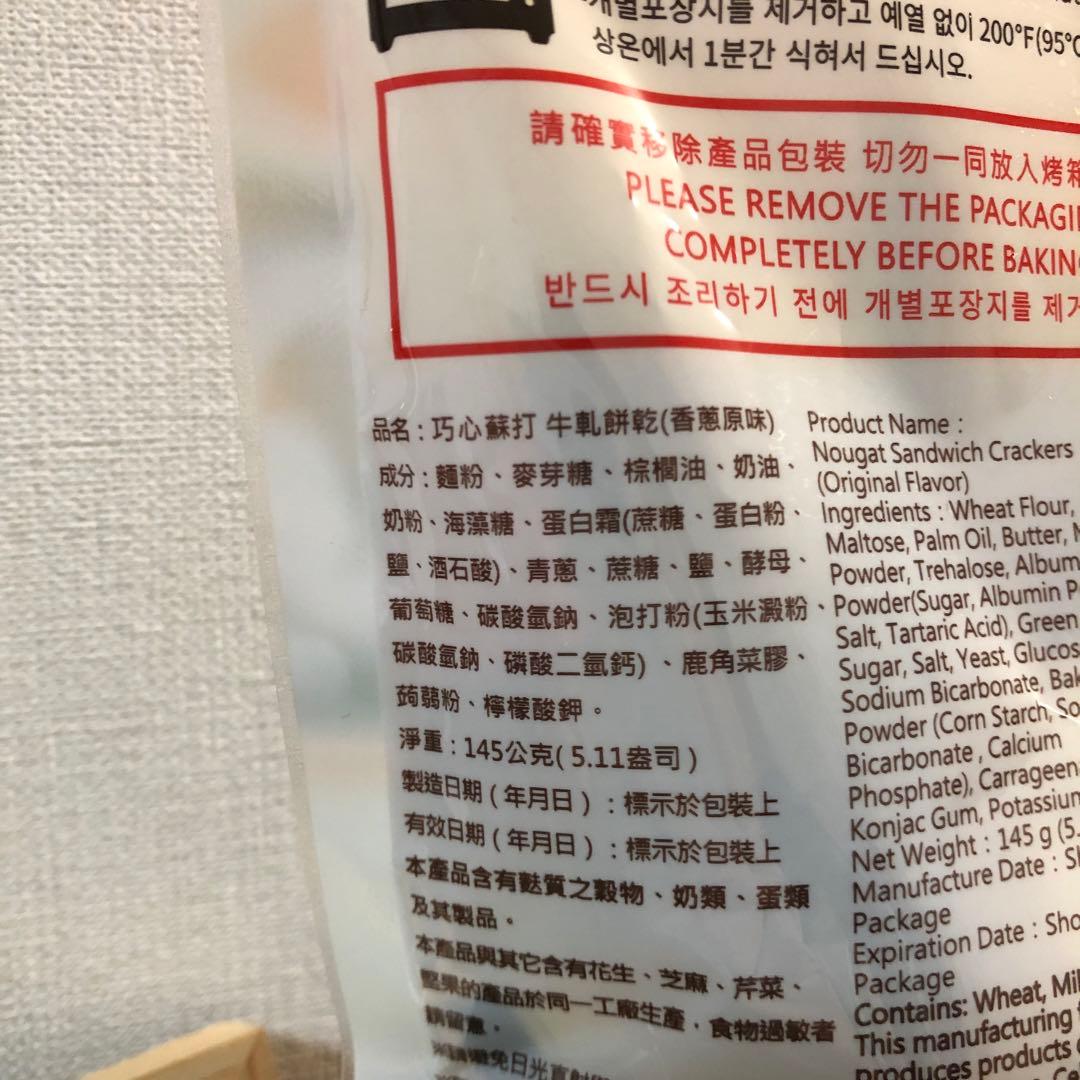 개별포장지를 제거하고 예열 없이 200°F(95°C
상온에서 1분간 식혀서 드십시오.
請確實移除產品包裝 切勿一同放入烤箱
PLEASE REMOVE THE PACKAGI
COMPLETELY BEFORE BAKING
반드시 조리하기 전에 개별포장지를 제거
品名:巧心蘇打 牛軋餅乾(香蔥原味)
成分:麵粉、麥芽糖、棕櫚油、奶油、
奶粉、海藻糖、蛋白霜(蔗糖、蛋白粉、
鹽、酒石酸)、青蔥、蔗糖、鹽、酵母、
葡萄糖、碳酸氫鈉、泡打粉(玉米澱粉、
碳酸氫鈉、磷酸二氫鈣)、鹿角菜膠、
蒟蒻粉、檸檬酸鉀。
淨重:145公克( 5.11盎司)
製造日期(年月日):標示於包裝上
有效日期(年月日):標示於包裝上
本產品含有麩質之穀物、奶類、蛋類
及其製品。
本產品與其它含有花生、芝麻、芹菜、
堅果的產品於同一工廠生產,食物過敏者
請留意。
※請避免日光直射
Product Name :
Nougat Sandwich Crackers
(Original Flavor)
Ingredients : Wheat Flour,
Maltose, Palm Oil, Butter, M
Powder, Trehalose, Album
Powder(Sugar, Albumin P
Salt, Tartaric Acid), Green
Sugar, Salt, Yeast, Glucos
Sodium Bicarbonate, Bak
Powder (Corn Starch, So
Bicarbonate , Calcium
Phosphate), Carrageen
Konjac Gum, Potassium
Net Weight : 145 g (5.
Manufacture Date : Sh
Package
Expiration Date : Sho
Package
Contains: Wheat, Mil
This manufacturing
produces products